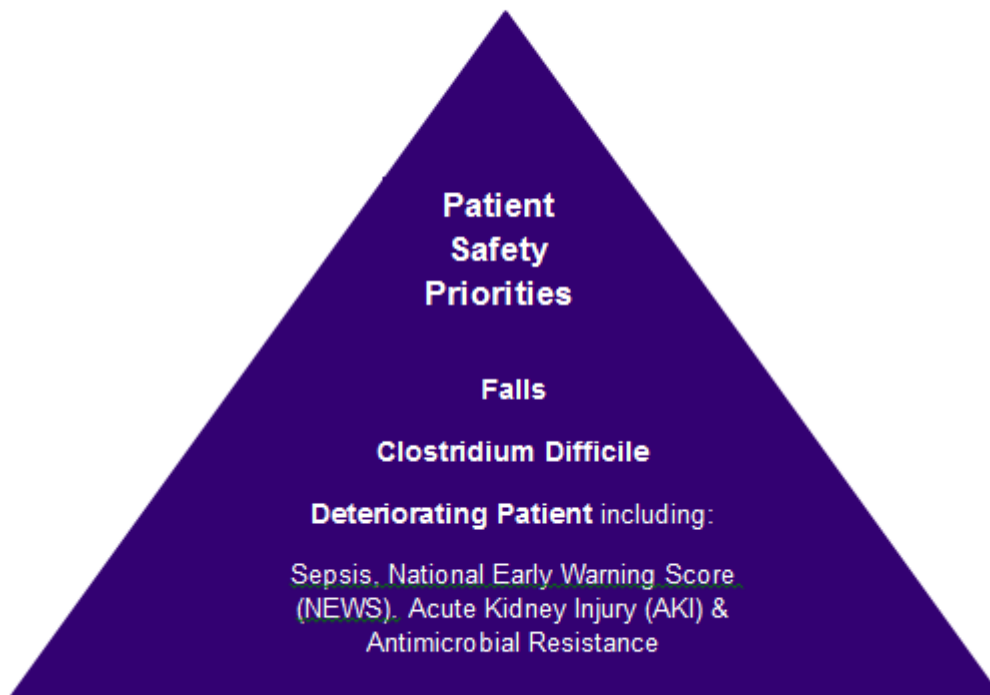 Patient
Safety
Priorities
Falls
Clostridium Difficile
Deteriorating Patient including:
Sepsis, National Early Warning Score
(NEWS). Acute Kidney Injury (AKI) &
Antimicrobial Resistance